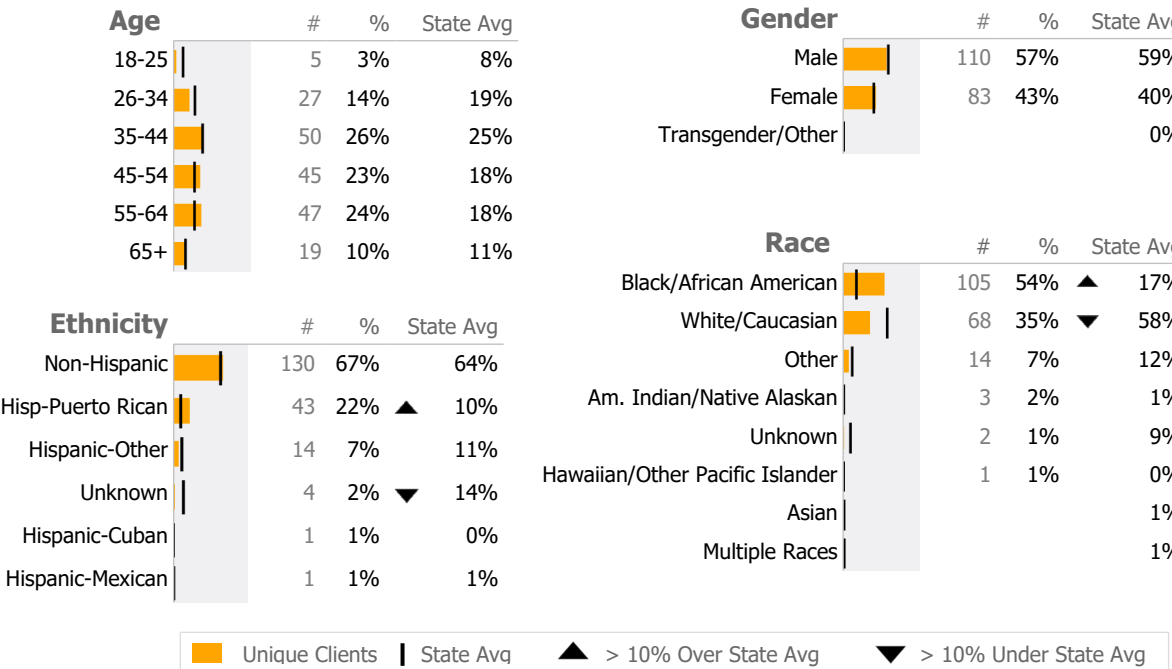 Age # % State Avg
18-25 5 3% 8%
26-34 27 14% 19%
35-44 50 26% 25%
45-54 45 23% 18%
55-64 47 24% 18%
65+ 19 10% 11%
Ethnicity # % State Avg
Non-Hispanic 130 67% 64%
Hisp-Puerto Rican 43 22% ▲ 10%
Hispanic-Other 14 7% 11%
Unknown 4 2% ▼ 14%
Hispanic-Cuban 1 1% 0%
Hispanic-Mexican 1 1% 1%
Gender # % State Avg
Male 110 57% 59%
Female 83 43% 40%
Transgender/Other 0%
Race # % State Avg
Black/African American 105 54% ▲ 17%
White/Caucasian 68 35% ▼ 58%
Other 14 7% 12%
Am. Indian/Native Alaskan 3 2% 1%
Unknown 2 1% 9%
Hawaiian/Other Pacific Islander 1 1% 0%
Asian 1%
Multiple Races 1%
Unique Clients | State Avg ▲ > 10% Over State Avg ▼ > 10% Under State Avg